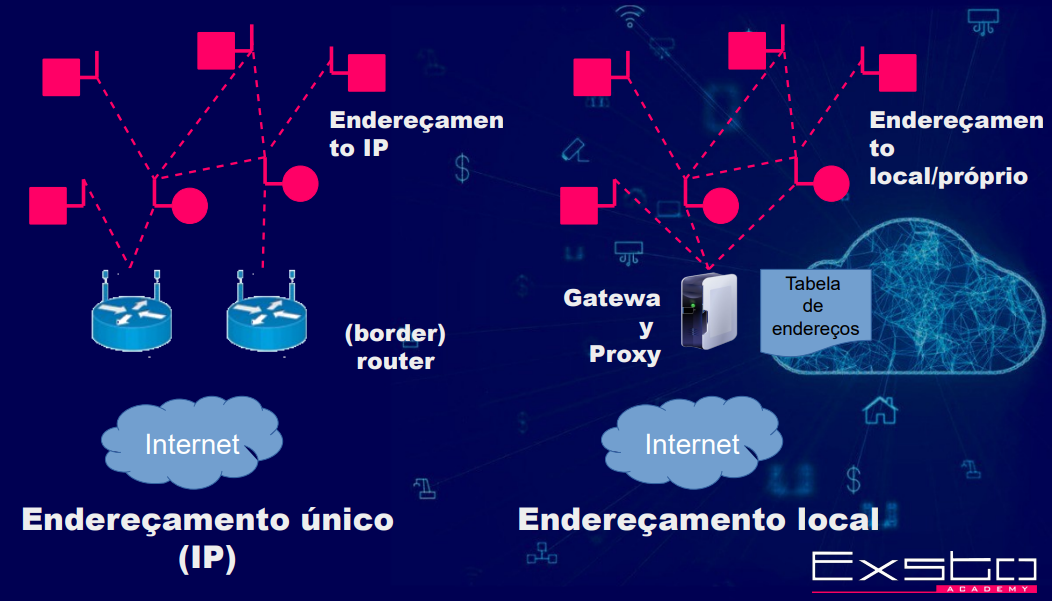 Endereçamen
to IP
(border)
router
Internet
Endereçamento único
(IP)
Endereçamen
to
local/próprio
Gatewa
y
Proxy
Tabela
de
endereços
Internet
Endereçamento local
Exsto
ACADEMY